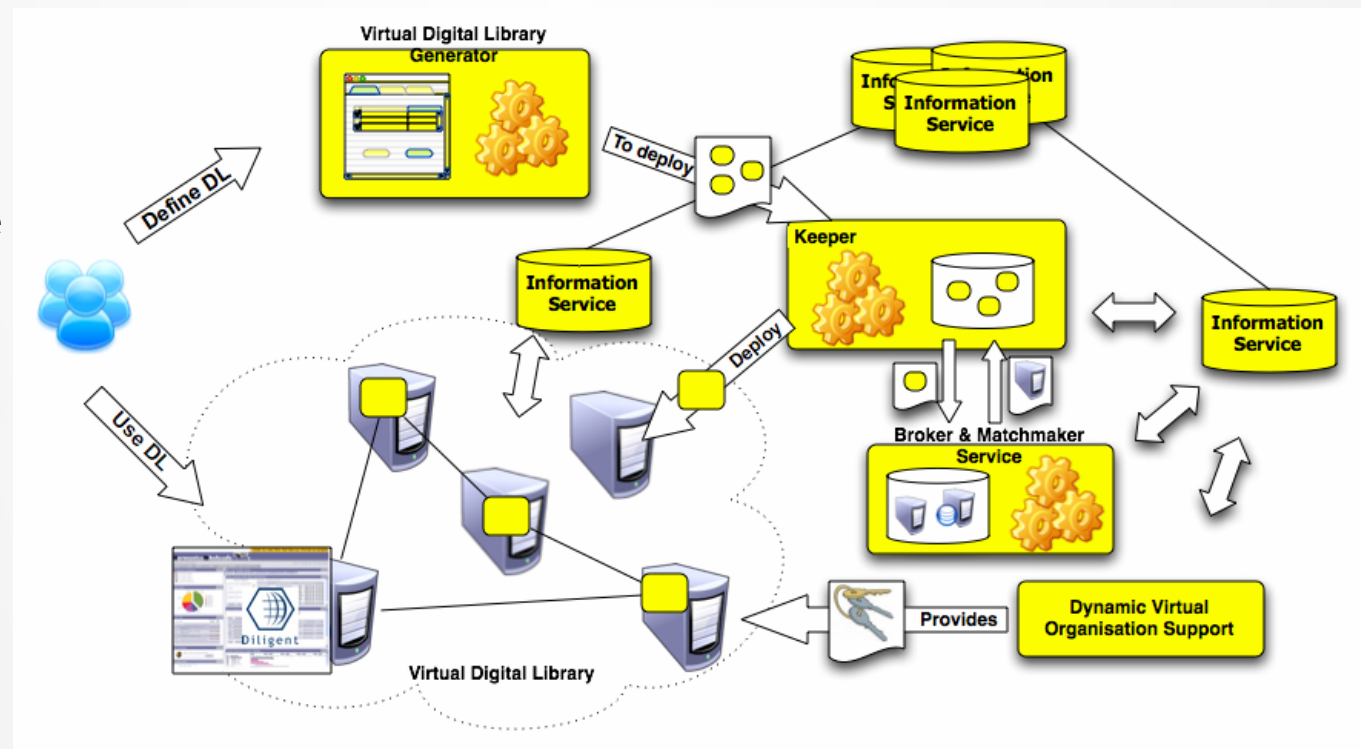 Virtual Digital Library
Generator
Information
Service
Define DL
To deploy
Keeper
Information
Service
Information
Service
Deploy
Use DL
Broker & Matchmaker
Service
Diligent
Provides
Dynamic Virtual
Organisation Support
Virtual Digital Library